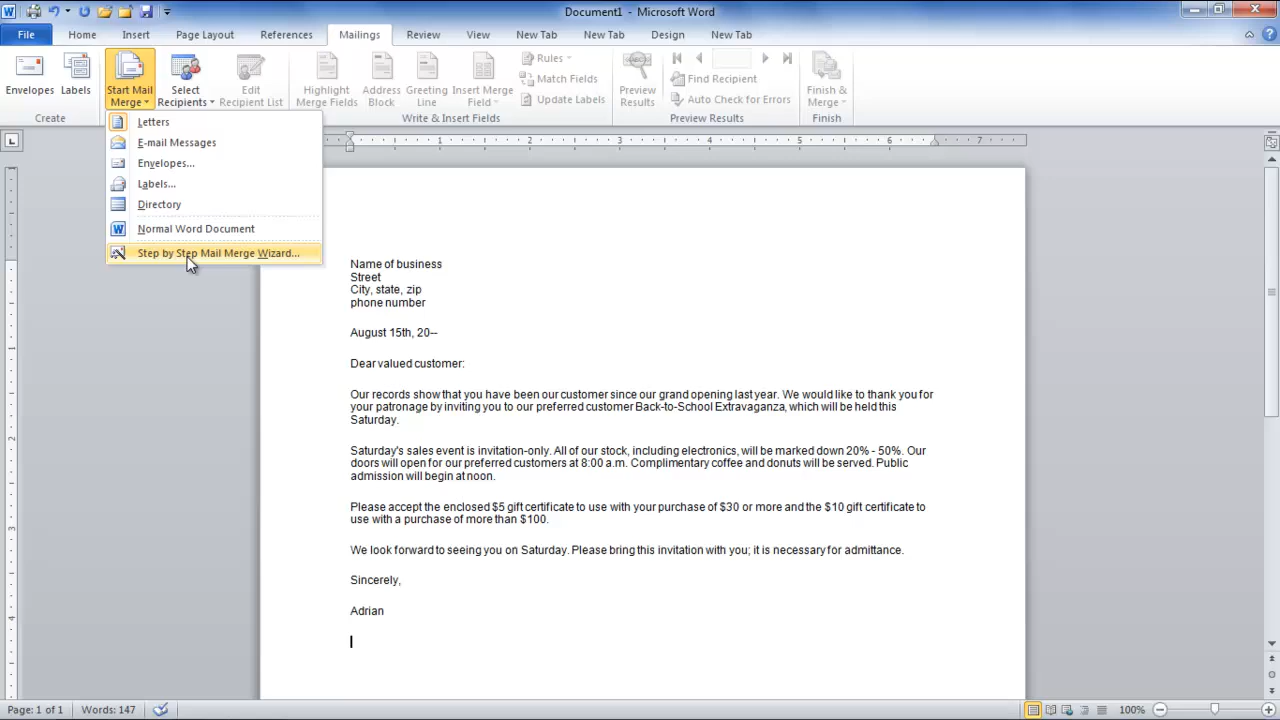 Document1 - Microsoft Word
File Home Insert Page Layout References Mailings Review View New Tab New Tab Design New Tab
Envelopes Labels Start Mail Merge Select Recipients Edit Recipient List Highlight Merge Fields Address Block Greeting Line Insert Merge Field Rules Match Fields Update Labels Preview Results Find Recipient Auto Check for Errors Finish & Merge
Create Write & Insert Fields Preview Results Finish
Letters
E-mail Messages
Envelopes...
Labels...
Directory
Normal Word Document
Step by Step Mail Merge Wizard...
1 2 3 4 5 6 7
Name of business
Street
City, state, zip
phone number
August 15th, 20--
Dear valued customer:
Our records show that you have been our customer since our grand opening last year. We would like to thank you for
your patronage by inviting you to our preferred customer Back-to-School Extravaganza, which will be held this
Saturday.
Saturday's sales event is invitation-only. All of our stock, including electronics, will be marked down 20% - 50%. Our
doors will open for our preferred customers at 8:00 a.m. Complimentary coffee and donuts will be served. Public
admission will begin at noon.
Please accept the enclosed $5 gift certificate to use with your purchase of $30 or more and the $10 gift certificate to
use with a purchase of more than $100.
We look forward to seeing you on Saturday. Please bring this invitation with you; it is necessary for admittance.
Sincerely,
Adrian
1
2
3
4
Page: 1 of 1 Words: 147 100%